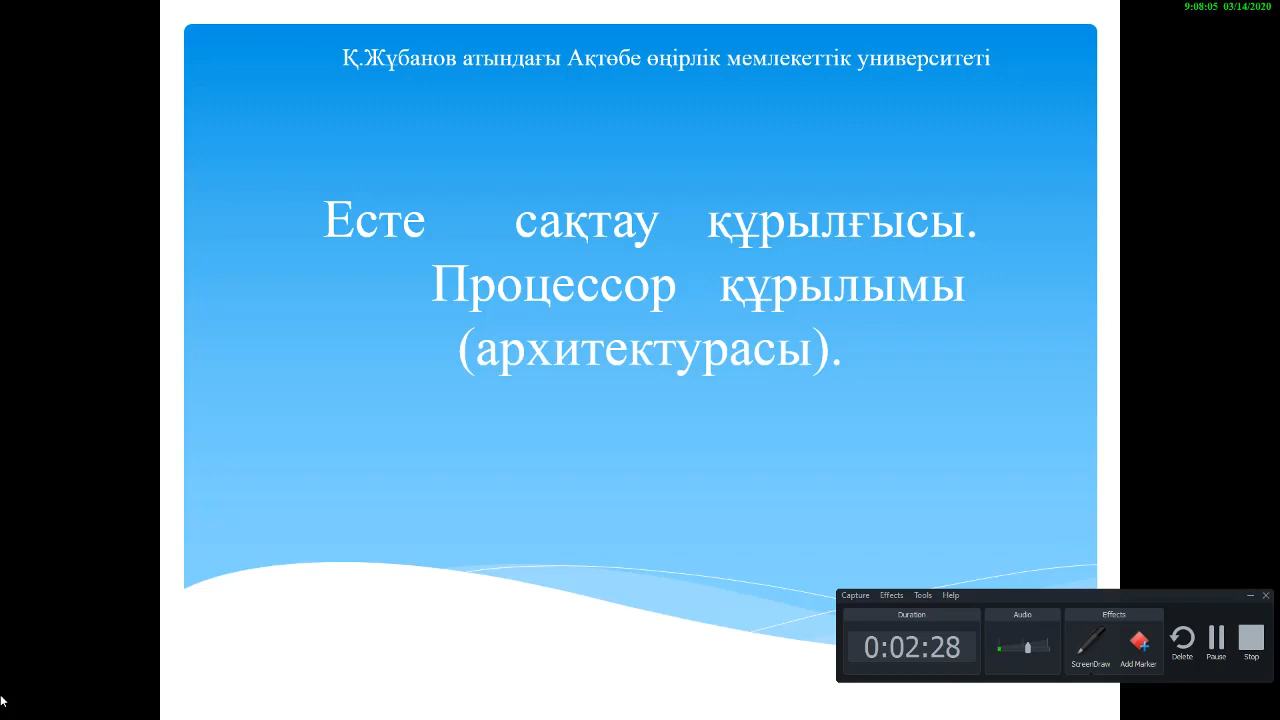 9:08:05 03/14/2020
Қ.Жұбанов атындағы Ақтөбе өңірлік мемлекеттік университеті
Есте сақтау құрылғысы.
Процессор құрылымы
(архитектурасы).
Capture Effects Tools Help
Duration Audio Effects
0:02:28
ScreenDraw Add Marker Delete Pause Stop